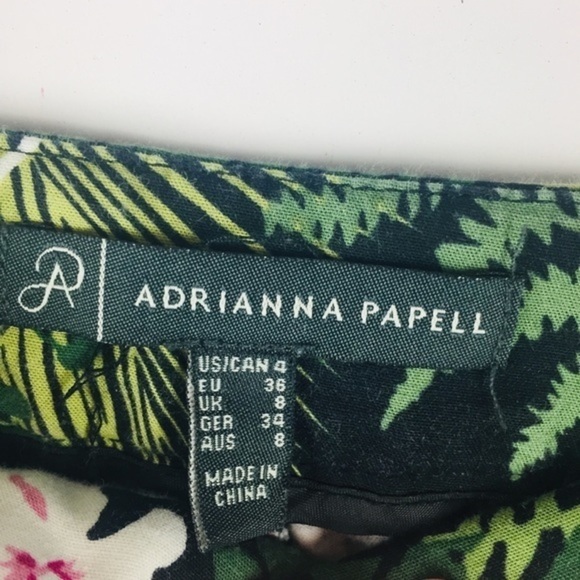 AP
ADRIANNA PAPELL
US/CAN 4
EU 36
UK 8
GER 34
AUS 8
MADE IN
CHINA